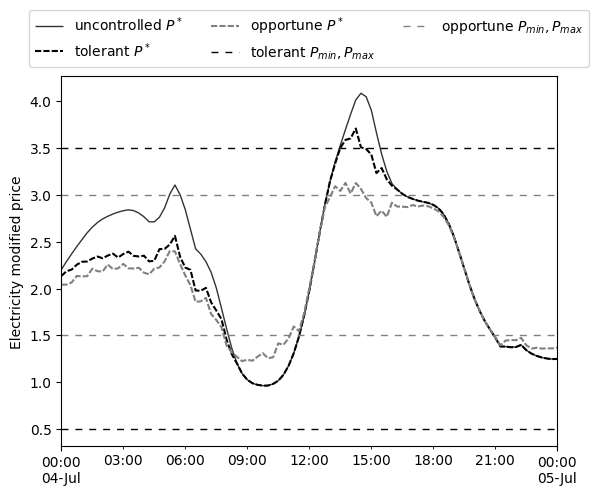 uncontrolled P* opportune P* opportune Pmin, Pmax
tolerant P* tolerant Pmin, Pmax
Electricity modified price
4.0
3.5
3.0
2.5
2.0
1.5
1.0
0.5
00:00 03:00 06:00 09:00 12:00 15:00 18:00 21:00 00:00
04-Jul 05-Jul